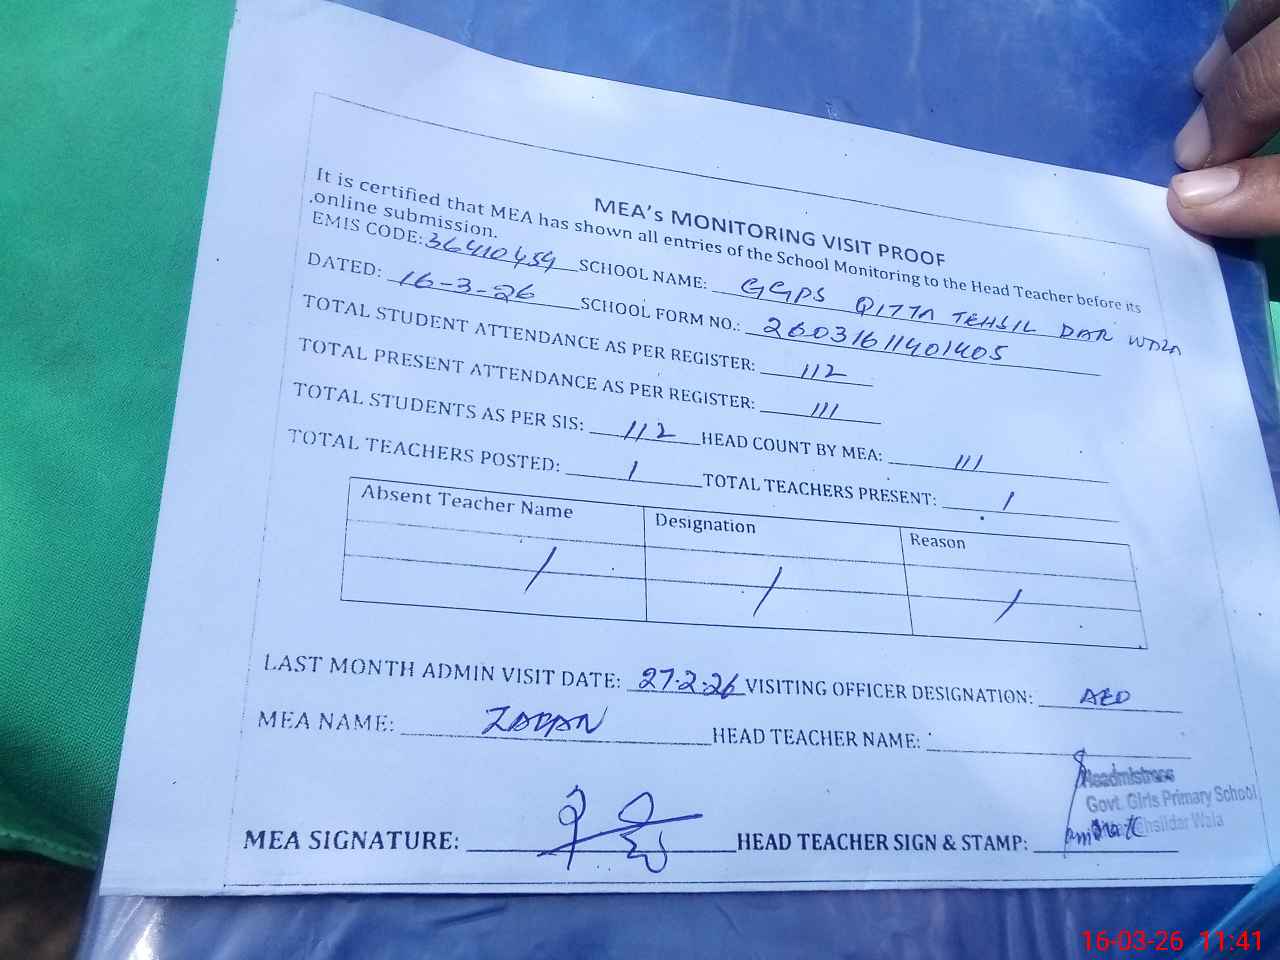 MEA's MONITORING VISIT PROOF
It is certified that MEA has shown all entries of the School Monitoring to the Head Teacher before its
.online submission.
EMIS CODE: 36410459 SCHOOL NAME: GGPS QITTA TEHSIL DAR WALA
DATED: 16-3-26 SCHOOL FORM NO.: 26031611401405
TOTAL STUDENT ATTENDANCE AS PER REGISTER: 112
TOTAL PRESENT ATTENDANCE AS PER REGISTER: 111
TOTAL STUDENTS AS PER SIS: 112 HEAD COUNT BY MEA: 111
TOTAL TEACHERS POSTED: 1 TOTAL TEACHERS PRESENT: 1
Absent Teacher Name Designation Reason
/ / /
LAST MONTH ADMIN VISIT DATE: 27-2-26 VISITING OFFICER DESIGNATION: AEO
MEA NAME: HEAD TEACHER NAME:
Headmistress
Govt. Girls Primary School
MEA SIGNATURE: HEAD TEACHER SIGN & STAMP: Tehsildar Wala
16-03-26 11:41